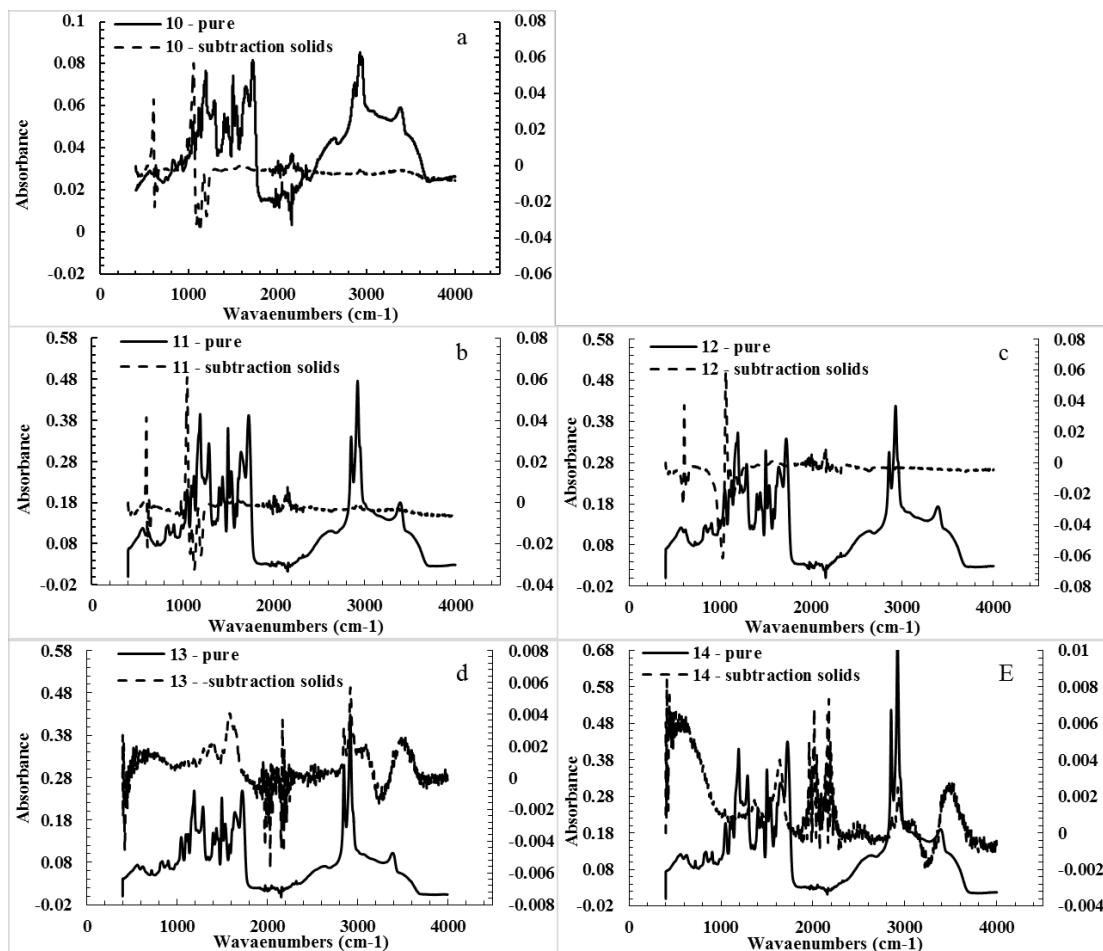 10 - pure
10 - subtraction solids
a
0.1
0.08
0.06
0.04
0.02
0
-0.02
0.08
0.06
0.04
0.02
0
-0.02
-0.04
-0.06
Absorbance
0 1000 2000 3000 4000
Wavaenumbers (cm-1)
11 - pure
11 - subtraction solids
b
0.58
0.48
0.38
0.28
0.18
0.08
-0.02
0.08
0.06
0.04
0.02
0
-0.02
-0.04
Absorbance
0 1000 2000 3000 4000
Wavaenumbers (cm-1)
12 - pure
12 - subtraction solids
c
0.58
0.48
0.38
0.28
0.18
0.08
-0.02
0.08
0.06
0.04
0.02
0
-0.02
-0.04
-0.06
-0.08
Absorbance
0 1000 2000 3000 4000
Wavaenumbers (cm-1)
13 - pure
13 - -subtraction solids
d
0.58
0.48
0.38
0.28
0.18
0.08
-0.02
0.008
0.006
0.004
0.002
0
-0.002
-0.004
-0.006
-0.008
Absorbance
0 1000 2000 3000 4000
Wavaenumbers (cm-1)
14 - pure
14 - subtraction solids
E
0.68
0.58
0.48
0.38
0.28
0.18
0.08
-0.02
0.01
0.008
0.006
0.004
0.002
0
-0.002
-0.004
Absorbance
0 1000 2000 3000 4000
Wavaenumbers (cm-1)